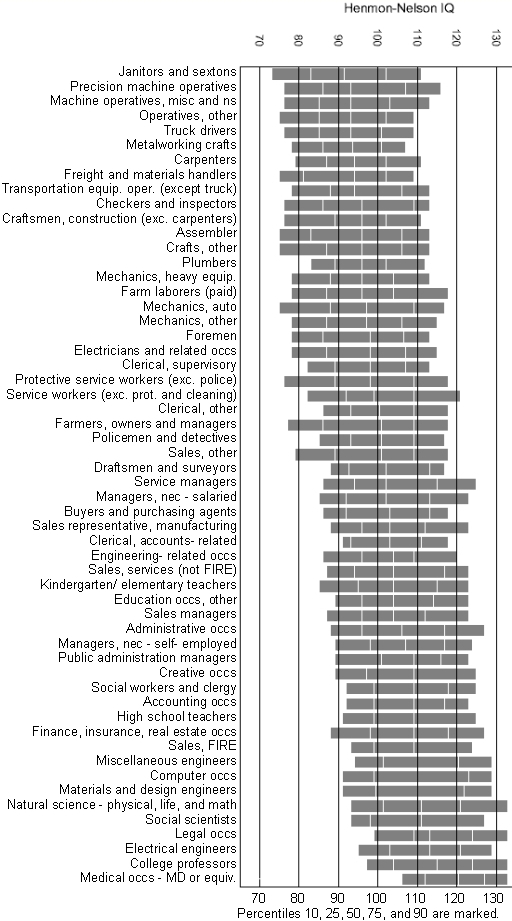 Henmon-Nelson IQ
70 80 90 100 110 120 130
Janitors and sextons
Precision machine operatives
Machine operatives, misc and ns
Operatives, other
Truck drivers
Metalworking crafts
Carpenters
Freight and materials handlers
Transportation equip. oper. (except truck)
Checkers and inspectors
Craftsmen, construction (exc. carpenters)
Assembler
Crafts, other
Plumbers
Mechanics, heavy equip.
Farm laborers (paid)
Mechanics, auto
Mechanics, other
Foremen
Electricians and related occs
Clerical, supervisory
Protective service workers (exc. police)
Service workers (exc. prot. and cleaning)
Clerical, other
Farmers, owners and managers
Policemen and detectives
Sales, other
Draftsmen and surveyors
Service managers
Managers, nec - salaried
Buyers and purchasing agents
Sales representative, manufacturing
Clerical, accounts- related
Engineering- related occs
Sales, services (not FIRE)
Kindergarten/ elementary teachers
Education occs, other
Sales managers
Administrative occs
Managers, nec - self- employed
Public administration managers
Creative occs
Social workers and clergy
Accounting occs
High school teachers
Finance, insurance, real estate occs
Sales, FIRE
Miscellaneous engineers
Computer occs
Materials and design engineers
Natural science - physical, life, and math
Social scientists
Legal occs
Electrical engineers
College professors
Medical occs - MD or equiv.
70 80 90 100 110 120 130
Percentiles 10, 25, 50, 75, and 90 are marked.